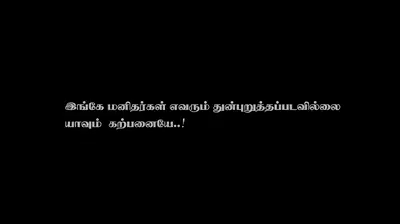 இங்கே மனிதர்கள் எவரும் துன்புறுத்தப்படவில்லை
யாவும் கற்பனையே..!